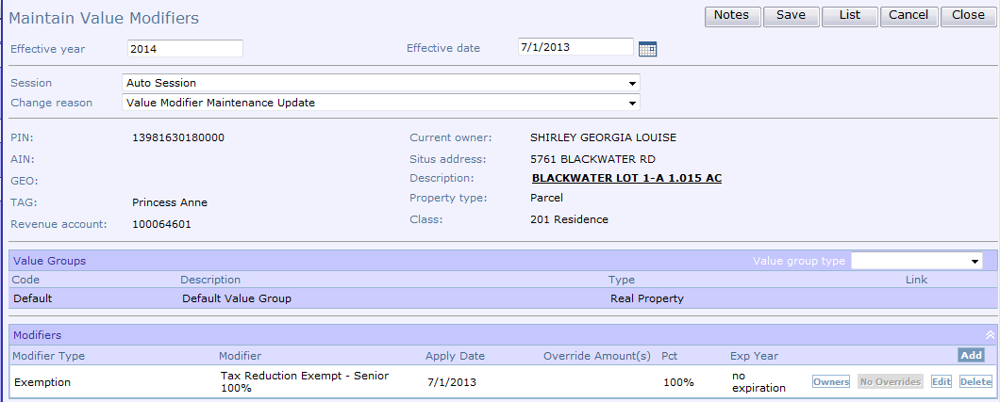 Maintain Value Modifiers Notes Save List Cancel Close
Effective year 2014 Effective date 7/1/2013
Session Auto Session
Change reason Value Modifier Maintenance Update
PIN: 13981630180000 Current owner: SHIRLEY GEORGIA LOUISE
AIN: Situs address: 5761 BLACKWATER RD
GEO: Description: BLACKWATER LOT 1-A 1.015 AC
TAG: Princess Anne Property type: Parcel
Revenue account: 100064601 Class: 201 Residence
Value Groups Value group type
Code Description Type Link
Default Default Value Group Real Property
Modifiers
Modifier Type Modifier Apply Date Override Amount(s) Pct Exp Year Add
Exemption Tax Reduction Exempt - Senior 100% 7/1/2013 100% no expiration Owners No Overrides Edit Delete